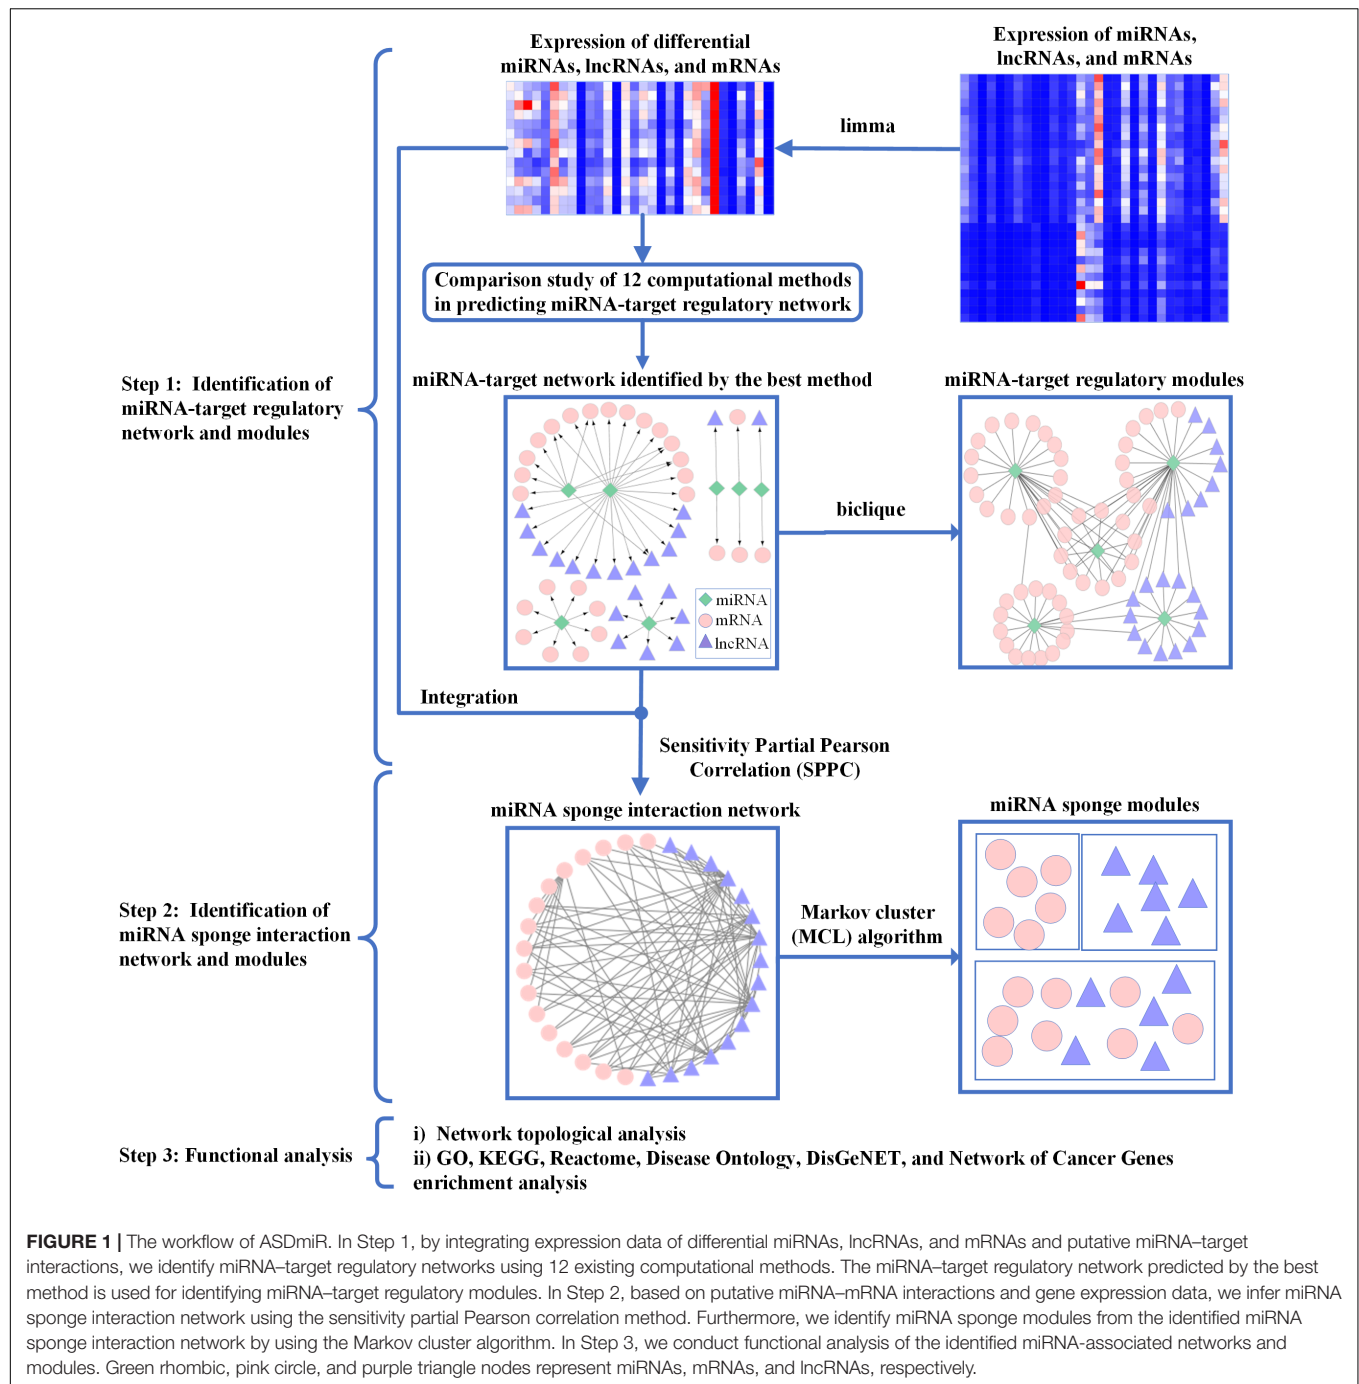 Expression of differential
miRNAs, lncRNAs, and mRNAs
Expression of miRNAs,
lncRNAs, and mRNAs
limma
Comparison study of 12 computational methods
in predicting miRNA-target regulatory network
Step 1: Identification of
miRNA-target regulatory
network and modules
miRNA-target network identified by the best method
miRNA-target regulatory modules
biclique
miRNA
mRNA
lncRNA
Integration
Sensitivity Partial Pearson
Correlation (SPPC)
miRNA sponge interaction network
miRNA sponge modules
Step 2: Identification of
miRNA sponge interaction
network and modules
Markov cluster
(MCL) algorithm
Step 3: Functional analysis
i) Network topological analysis
ii) GO, KEGG, Reactome, Disease Ontology, DisGeNET, and Network of Cancer Genes
enrichment analysis
FIGURE 1 | The workflow of ASDmiR. In Step 1, by integrating expression data of differential miRNAs, lncRNAs, and mRNAs and putative miRNA–target
interactions, we identify miRNA–target regulatory networks using 12 existing computational methods. The miRNA–target regulatory network predicted by the best
method is used for identifying miRNA–target regulatory modules. In Step 2, based on putative miRNA–mRNA interactions and gene expression data, we infer miRNA
sponge interaction network using the sensitivity partial Pearson correlation method. Furthermore, we identify miRNA sponge modules from the identified miRNA
sponge interaction network by using the Markov cluster algorithm. In Step 3, we conduct functional analysis of the identified miRNA-associated networks and
modules. Green rhombic, pink circle, and purple triangle nodes represent miRNAs, mRNAs, and lncRNAs, respectively.